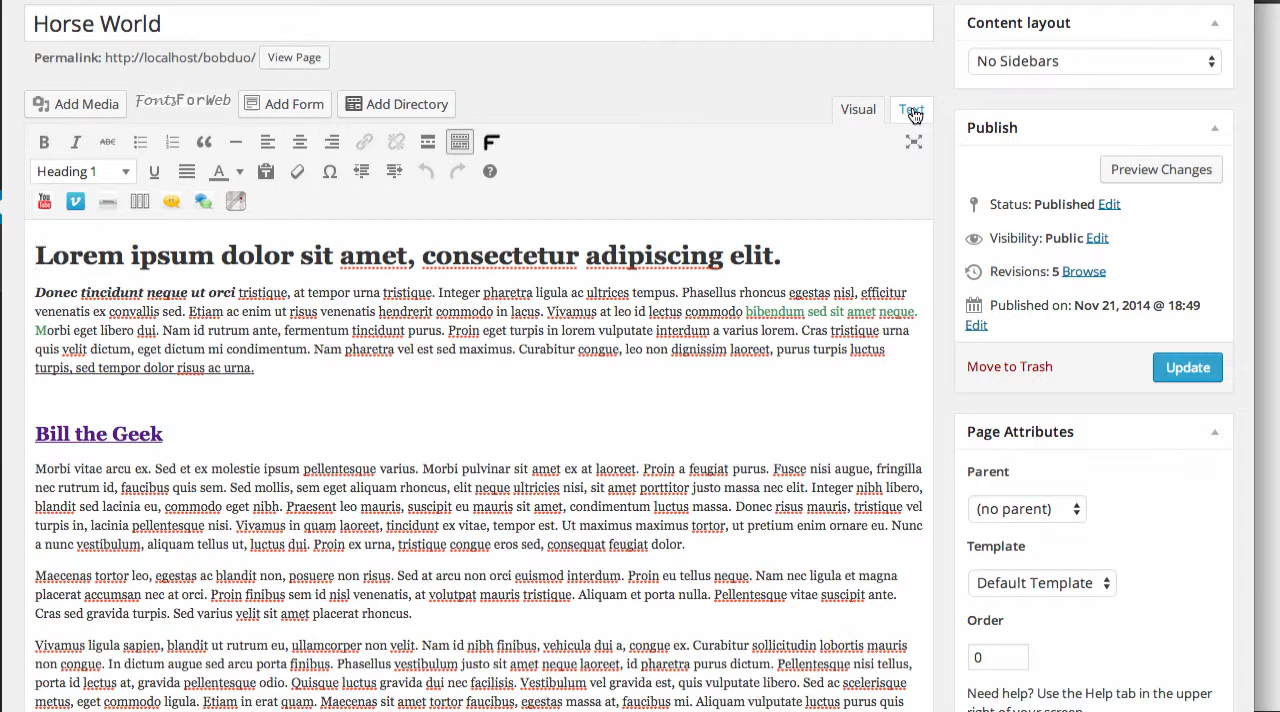 Horse World
Permalink: http://localhost/bobduo/ View Page
Add Media FontsForWeb Add Form Add Directory
Visual Text
B I ABC F
Heading 1 U A Ω ?
You Tube V
Lorem ipsum dolor sit amet, consectetur adipiscing elit.
Donec tincidunt neque ut orci tristique, at tempor urna tristique. Integer pharetra ligula ac ultrices tempus. Phasellus rhoncus egestas nisl, efficitur
venenatis ex convallis sed. Etiam ac enim ut risus venenatis hendrerit commodo in lacus. Vivamus at leo id lectus commodo bibendum sed sit amet neque.
Morbi eget libero dui. Nam id rutrum ante, fermentum tincidunt purus. Proin eget turpis in lorem vulputate interdum a varius lorem. Cras tristique urna
quis velit dictum, eget dictum mi condimentum. Nam pharetra vel est sed maximus. Curabitur congue, leo non dignissim laoreet, purus turpis luctus
turpis, sed tempor dolor risus ac urna.
Bill the Geek
Morbi vitae arcu ex. Sed et ex molestie ipsum pellentesque varius. Morbi pulvinar sit amet ex at laoreet. Proin a feugiat purus. Fusce nisi augue, fringilla
nec rutrum id, faucibus quis sem. Sed mollis, sem eget aliquam rhoncus, elit neque ultricies nisi, sit amet porttitor justo massa nec elit. Integer nibh libero,
blandit sed lacinia eu, commodo eget nibh. Praesent leo mauris, suscipit eu mauris sit amet, condimentum luctus massa. Donec risus mauris, tristique vel
turpis in, lacinia pellentesque nisi. Vivamus in quam laoreet, tincidunt ex vitae, tempor est. Ut maximus maximus tortor, ut pretium enim ornare eu. Nunc
a nunc vestibulum, aliquam tellus ut, luctus dui. Proin ex urna, tristique congue eros sed, consequat feugiat dolor.
Maecenas tortor leo, egestas ac blandit non, posuere non risus. Sed at arcu non orci euismod interdum. Proin eu tellus neque. Nam nec ligula et magna
placerat accumsan nec at orci. Proin finibus sem id nisl venenatis, at volutpat mauris tristique. Aliquam et porta nulla. Pellentesque vitae suscipit ante.
Cras sed gravida turpis. Sed varius velit sit amet placerat rhoncus.
Vivamus ligula sapien, blandit ut rutrum eu, ullamcorper non velit. Nam id nibh finibus, vehicula dui a, congue ex. Curabitur sollicitudin lobortis mauris
non congue. In dictum augue sed arcu porta finibus. Phasellus vestibulum justo sit amet neque laoreet, id pharetra purus dictum. Pellentesque nisi tellus,
porta id lectus at, gravida pellentesque odio. Quisque luctus gravida dui nec facilisis. Vestibulum vel gravida est, quis vulputate libero. Sed ac scelerisque
metus, eget commodo ligula. Etiam in erat quam. Maecenas sit amet tortor faucibus, egestas massa at, faucibus mi. Aliquam vulputate purus quis
Content layout
No Sidebars
Publish
Preview Changes
Status: Published Edit
Visibility: Public Edit
Revisions: 5 Browse
Published on: Nov 21, 2014 @ 18:49
Edit
Move to Trash Update
Page Attributes
Parent
(no parent)
Template
Default Template
Order
0
Need help? Use the Help tab in the upper
right of your screen.